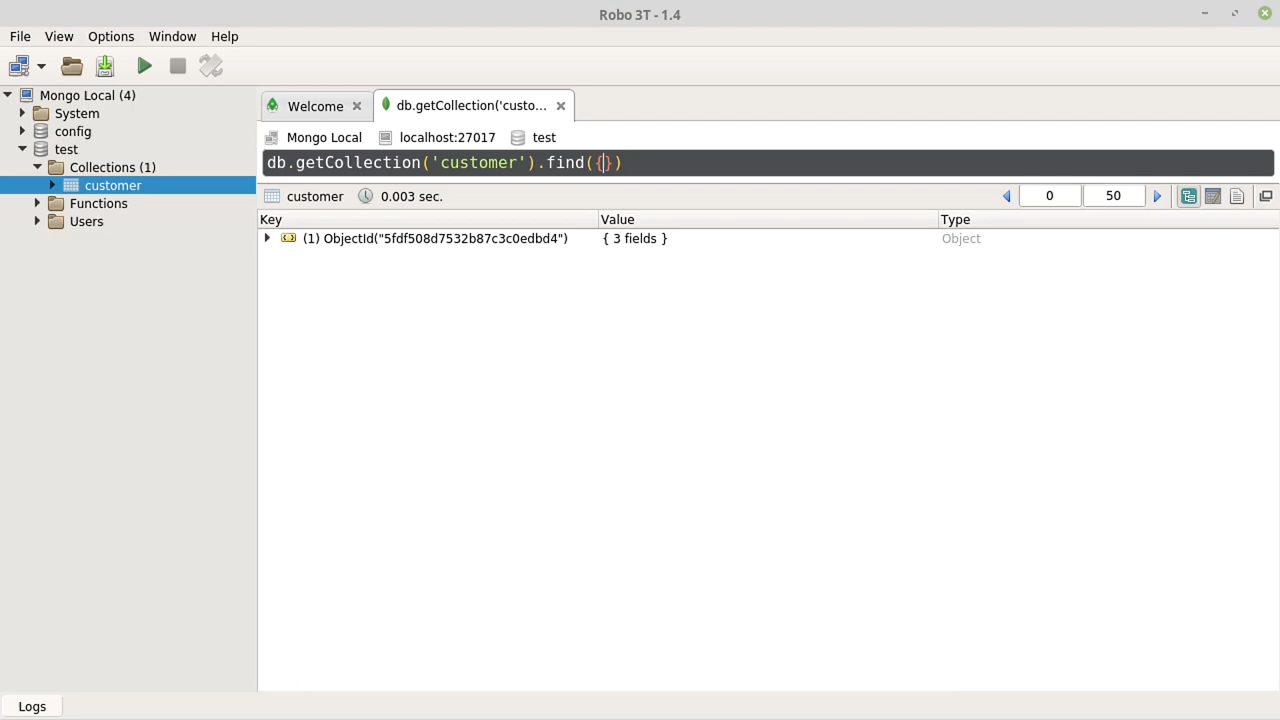 Robo 3T - 1.4
File View Options Window Help
Mongo Local (4)
System
config
test
Collections (1)
customer
Functions
Users
Welcome
db.getCollection('custo...
Mongo Local localhost:27017 test
db.getCollection('customer').find({})
customer 0.003 sec. 0 50
Key Value Type
(1) ObjectId("5fdf508d7532b87c3c0edbd4") { 3 fields } Object
Logs